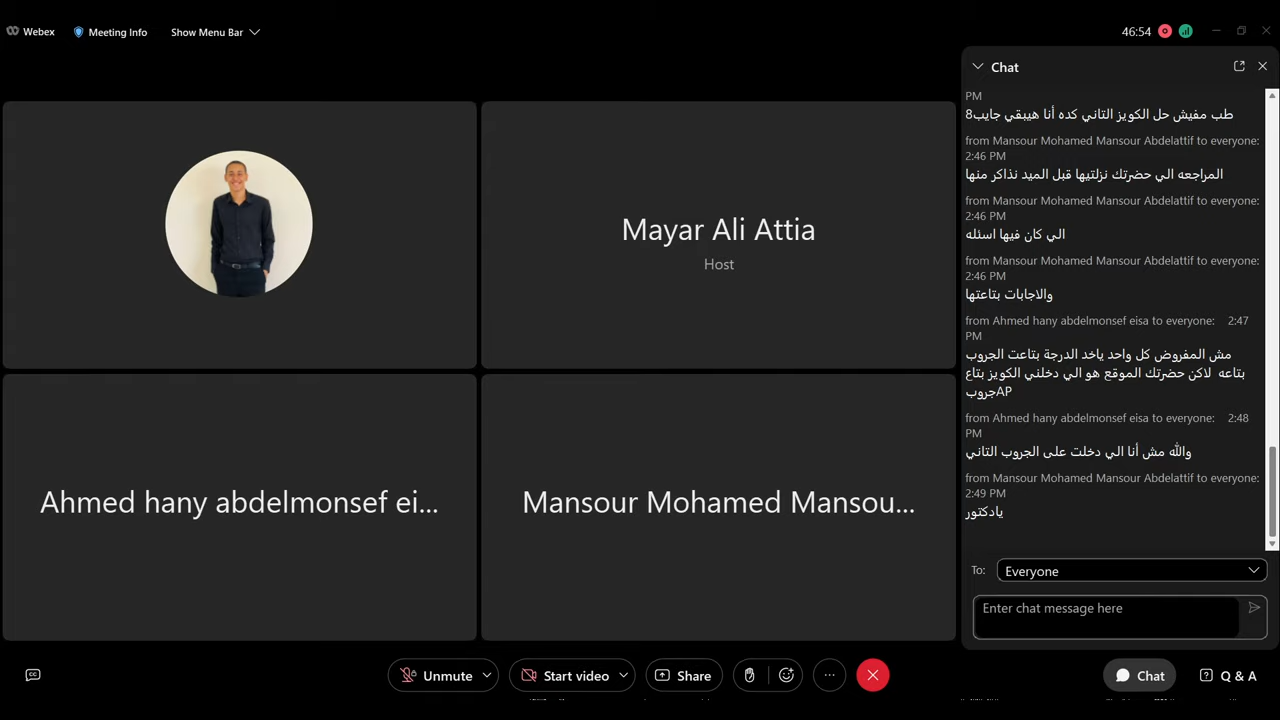 Webex
Meeting Info
Show Menu Bar
46:54
Chat
PM
طب مفيش حل الكويز التاني كده أنا هيبقي جايب8
from Mansour Mohamed Mansour Abdelattif to everyone:
2:46 PM
المراجعه الي حضرتك نزلتيها قبل الميد نذاكر منها
from Mansour Mohamed Mansour Abdelattif to everyone:
2:46 PM
الي كان فيها اسئله
from Mansour Mohamed Mansour Abdelattif to everyone:
2:46 PM
والاجابات بتاعتها
from Ahmed hany abdelmonsef eisa to everyone: 2:47
PM
مش المفروض كل واحد ياخد الدرجة بتاعت الجروب
بتاعه لاكن حضرتك الموقع هو الي دخلني الكويز بتاع
جروبAP
from Ahmed hany abdelmonsef eisa to everyone: 2:48
PM
والله مش أنا الي دخلت على الجروب التاني
from Mansour Mohamed Mansour Abdelattif to everyone:
2:49 PM
يادكتور
To: Everyone
Enter chat message here
Mayar Ali Attia
Host
Ahmed hany abdelmonsef ei...
Mansour Mohamed Mansou...
CC
Unmute
Start video
Share
Chat
Q & A